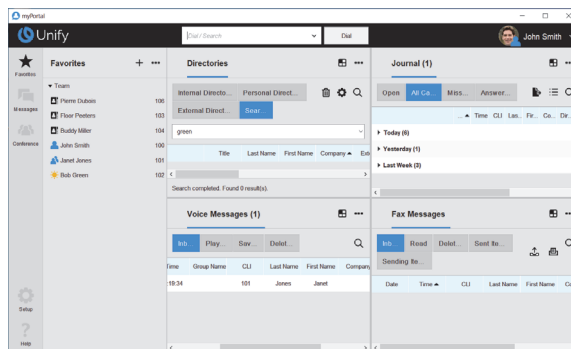 myPortal
Unify
Dial / Search
Dial
John Smith
Favorites
Messages
Conference
Setup
Help
Favorites
Team
Pierre Dubois 106
Floor Peeters 103
Buddy Miller 104
John Smith 100
Janet Jones 101
Rob Green 102
Directories
Internal Directo... Personal Direct...
External Direct... Sear...
green
Title Last Name First Name Company Ext
Search completed. Found 0 result(s).
Journal (1)
Open All Ca... Miss... Answer...
... Time CLI Las.. Fir... Co... Dir..
Today (6)
Yesterday (1)
Last Week (3)
Voice Messages (1)
Inb... Play... Sav... Delet...
Time Group Name CLI Last Name First Name Company
:19:34 101 Jones Janet
Fax Messages
Inb... Read Delet... Sent Ite...
Sending Ite...
Date Time CLI Last Name First Name Co